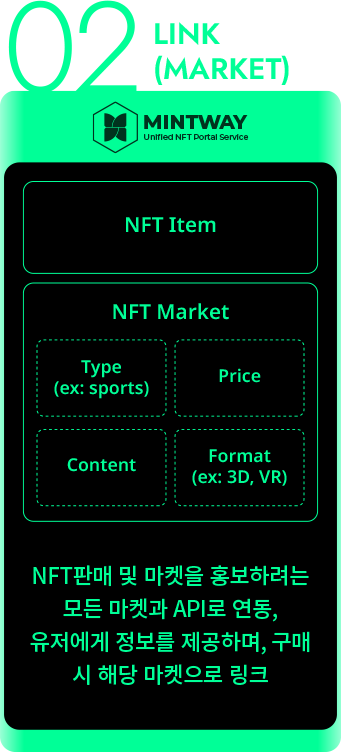 02
LINK
(MARKET)
MINTWAY
Unified NFT Portal Service
NFT Item
NFT Market
Type
(ex: sports)
Price
Content
Format
(ex: 3D, VR)
NFT판매 및 마켓을 홍보하려는
모든 마켓과 API로 연동,
유저에게 정보를 제공하며, 구매
시 해당 마켓으로 링크